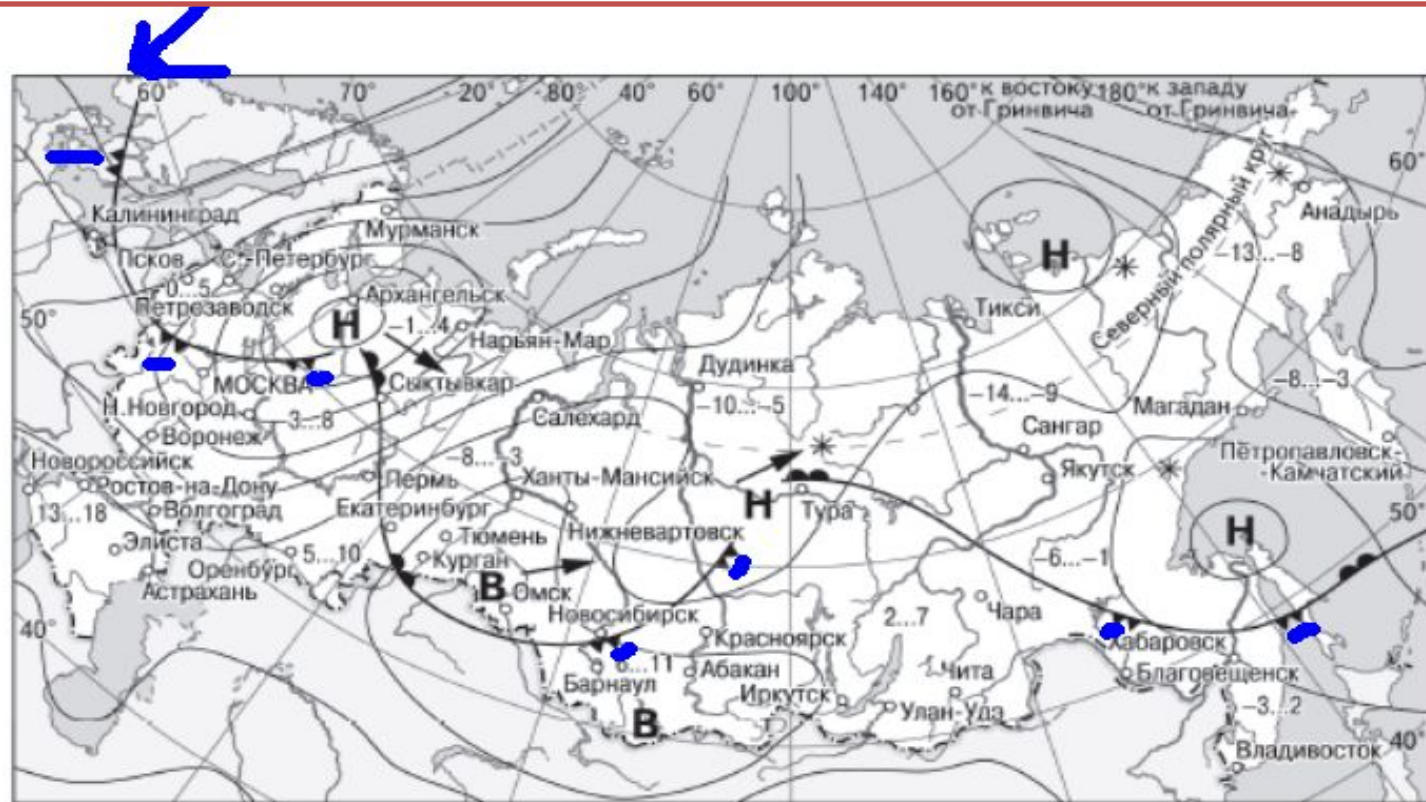 60° 70° 20° 80° 40° 60° 100° 140° 160° к востоку 180° к западу
от Гринвича от Гринвича
60°
Северный полярный круг
Калининград
Мурманск
Анадырь
Псков С.-Петербург
Н
-13...-8
0...5
Петрозаводск
Архангельск
Тикси
50°
Н
-1...4
Нарьян-Мар
Дудинка
МОСКВА
Сыктывкар
-8...-3
-10...-5
-14...-9
Магадан
Н.Новгород
3...8
Салехард
Сангар
Воронеж
Петропавловск-
-Камчатский
Новороссийск
-8... 3
Ханты-Мансийск
Якутск
Ростов-на-Дону
Пермь
13...18
Волгоград
Екатеринбург
Н
Тура
50°
Элиста
Тюмень
Нижневартовск
Н
5...10
Курган
-6...-1
Оренбург
Астрахань
В
Омск
Чара
Новосибирск
2...7
40°
Красноярск
Хабаровск
...11
Абакан
Чита
Благовещенск
Барнаул
Иркутск
Улан-Удэ
-3...2
В
Владивосток
40°